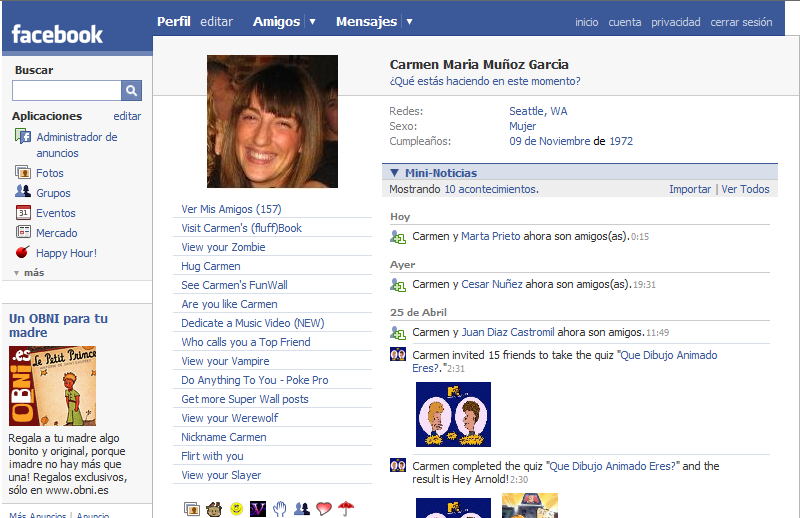 facebook
Perfil editar Amigos Mensajes
inicio cuenta privacidad cerrar sesión
Buscar
Aplicaciones editar
Administrador de
anuncios
Fotos
Grupos
31 Eventos
Mercado
Happy Hour!
más
Un OBNI para tu
madre
OBNI.es
Le Petit Prince
Regala a tu madre algo
bonito y original, porque
¡madre no hay más que
una! Regalos exclusivos,
sólo en www.obni.es
Más Anuncios | Anuncio
Ver Mis Amigos (157)
Visit Carmen's (fluff)Book
View your Zombie
Hug Carmen
See Carmen's FunWall
Are you like Carmen
Dedicate a Music Video (NEW)
Who calls you a Top Friend
View your Vampire
Do Anything To You - Poke Pro
Get more Super Wall posts
View your Werewolf
Nickname Carmen
Flirt with you
View your Slayer
Carmen Maria Muñoz Garcia
¿Qué estás haciendo en este momento?
Redes: Seattle, WA
Sexo: Mujer
Cumpleaños: 09 de Noviembre de 1972
Mini-Noticias
Mostrando 10 acontecimientos. Importar | Ver Todos
Hoy
Carmen y Marta Prieto ahora son amigos(as). 0:15
Ayer
Carmen y Cesar Nuñez ahora son amigos(as). 19:31
25 de Abril
Carmen y Juan Diaz Castromil ahora son amigos. 11:49
Carmen invited 15 friends to take the quiz "Que Dibujo Animado
Eres?." 2:31
Carmen completed the quiz "Que Dibujo Animado Eres?" and the
result is Hey Arnold! 2:30